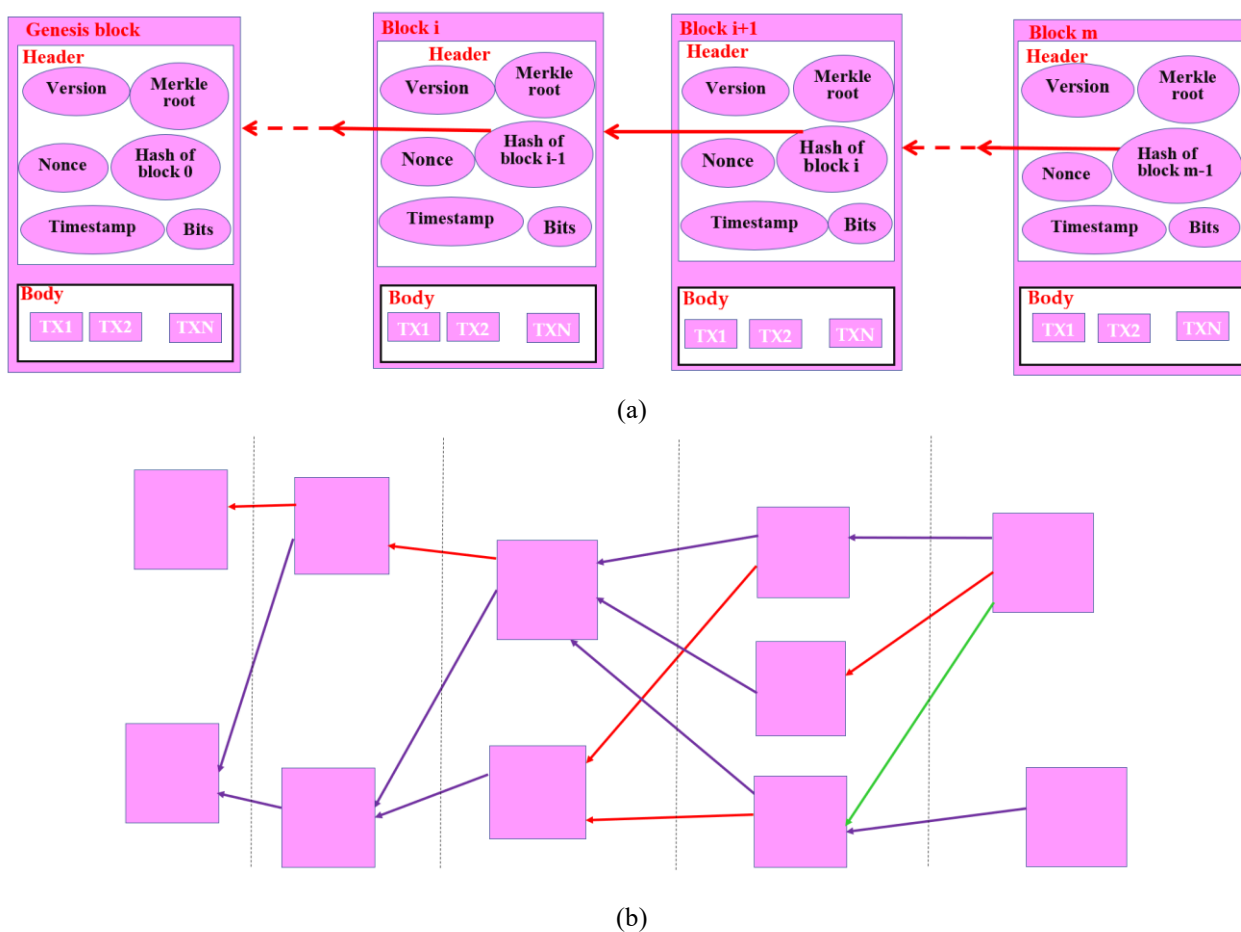 Genesis block
Header
Version
Merkle
root
Nonce
Hash of
block 0
Timestamp
Bits
Body
TX1
TX2
TXN
Block i
Header
Version
Merkle
root
Nonce
Hash of
block i-1
Timestamp
Bits
Body
TX1
TX2
TXN
Block i+1
Header
Version
Merkle
root
Nonce
Hash of
block i
Timestamp
Bits
Body
TX1
TX2
TXN
Block m
Header
Version
Merkle
root
Nonce
Hash of
block m-1
Timestamp
Bits
Body
TX1
TX2
TXN
(a)
(b)